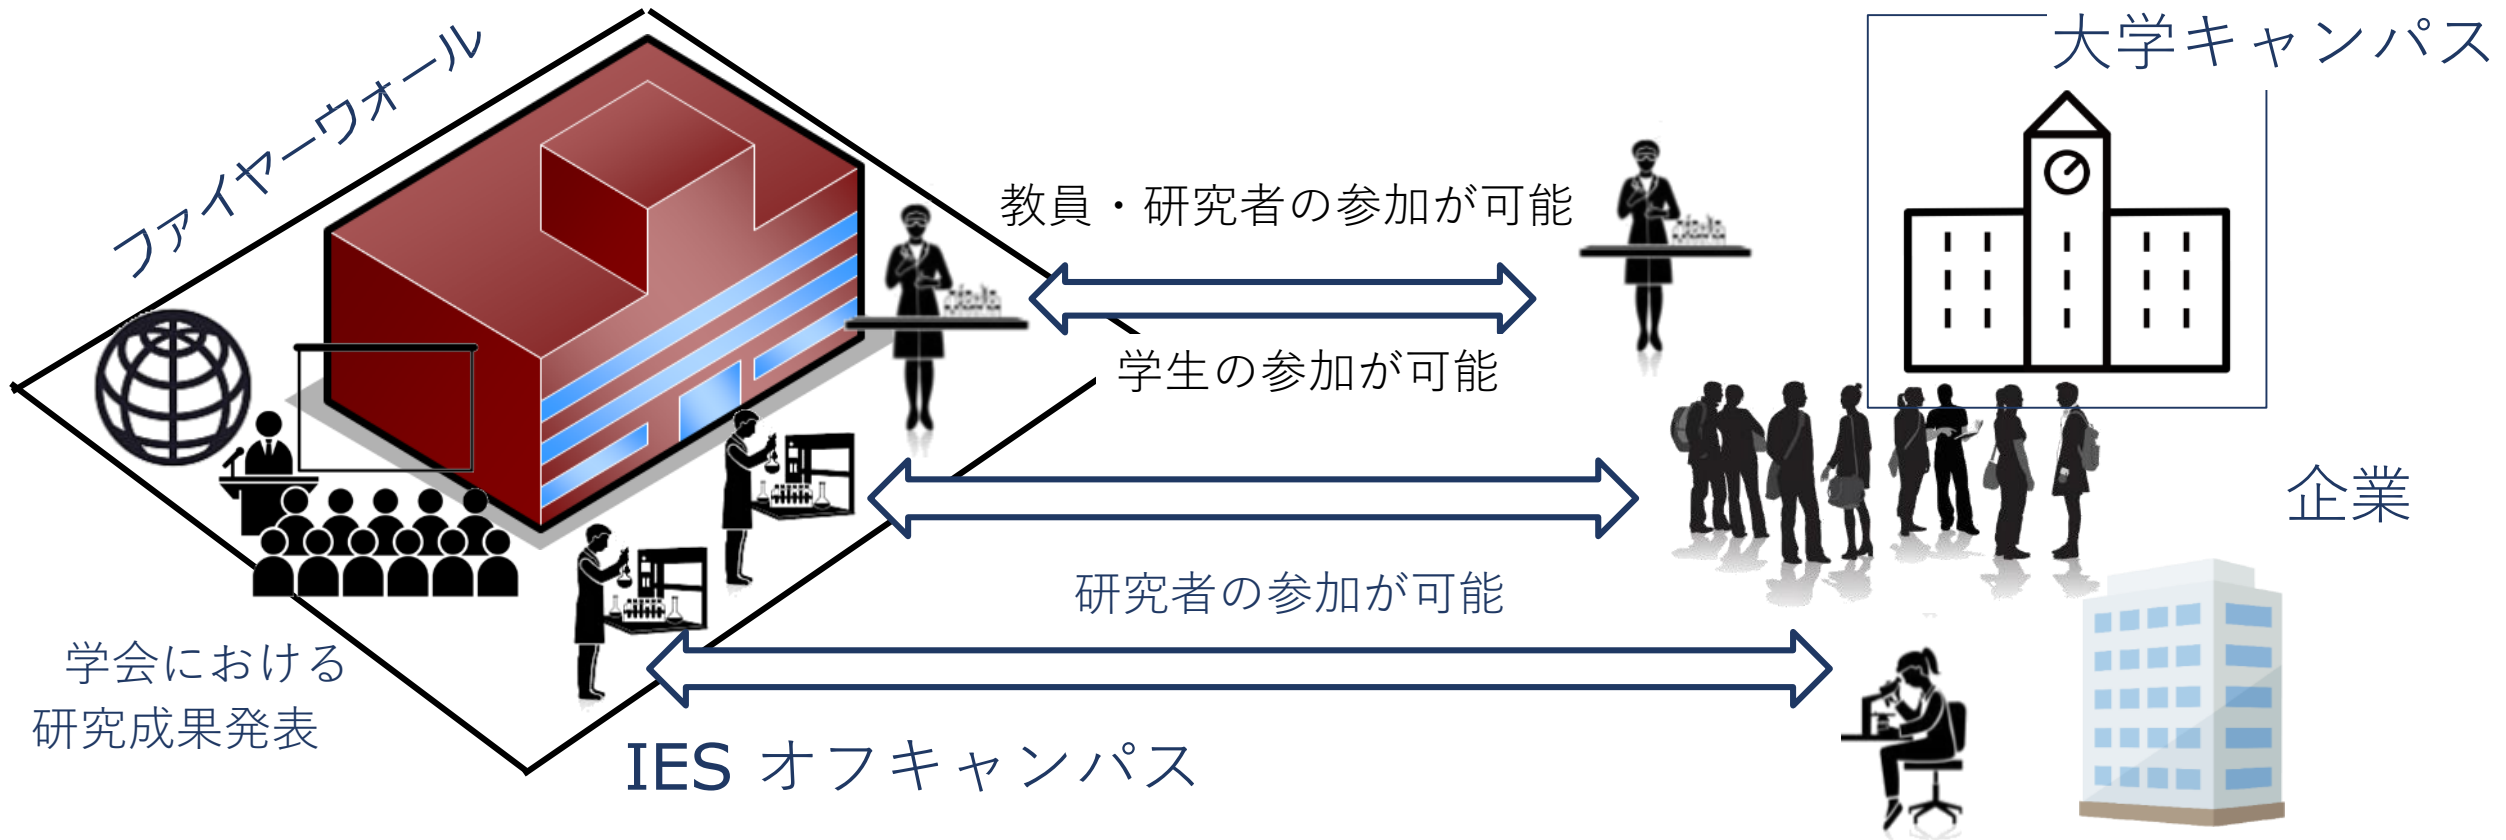 大学キャンパス
ファイヤーウォール
教員・研究者の参加が可能
学生の参加が可能
企業
研究者の参加が可能
学会における
研究成果発表
IES オフキャンパス